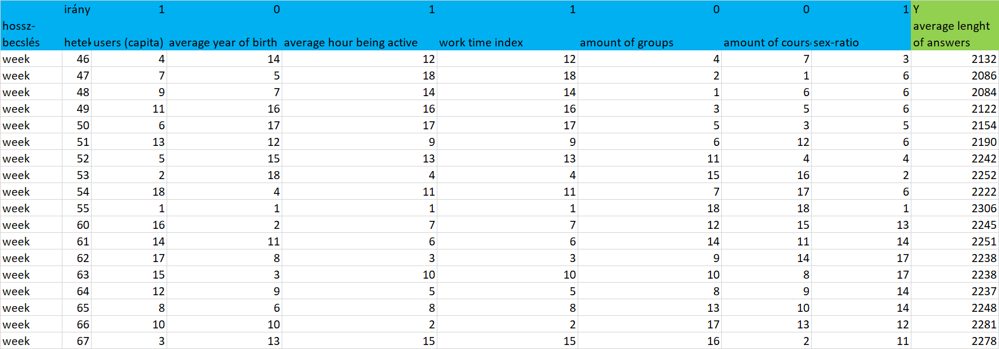 irány 1 0 1 1 0 0 1 Y
hossz- average lenght
becslés hetek users (capita) average year of birth average hour being active work time index amount of groups amount of cours sex-ratio of answers
week 46 4 14 12 12 4 7 3 2132
week 47 7 5 18 18 2 1 6 2086
week 48 9 7 14 14 1 6 6 2084
week 49 11 16 16 16 3 5 6 2122
week 50 6 17 17 17 5 3 5 2154
week 51 13 12 9 9 6 12 6 2190
week 52 5 15 13 13 11 4 4 2242
week 53 2 18 4 4 15 16 2 2252
week 54 18 4 11 11 7 17 6 2222
week 55 1 1 1 1 18 18 1 2306
week 60 16 2 7 7 12 15 13 2245
week 61 14 11 6 6 14 11 14 2251
week 62 17 8 3 3 9 14 17 2238
week 63 15 3 10 10 10 8 17 2238
week 64 12 9 5 5 8 9 14 2237
week 65 8 6 8 8 13 10 14 2248
week 66 10 10 2 2 17 13 12 2281
week 67 3 13 15 15 16 2 11 2278